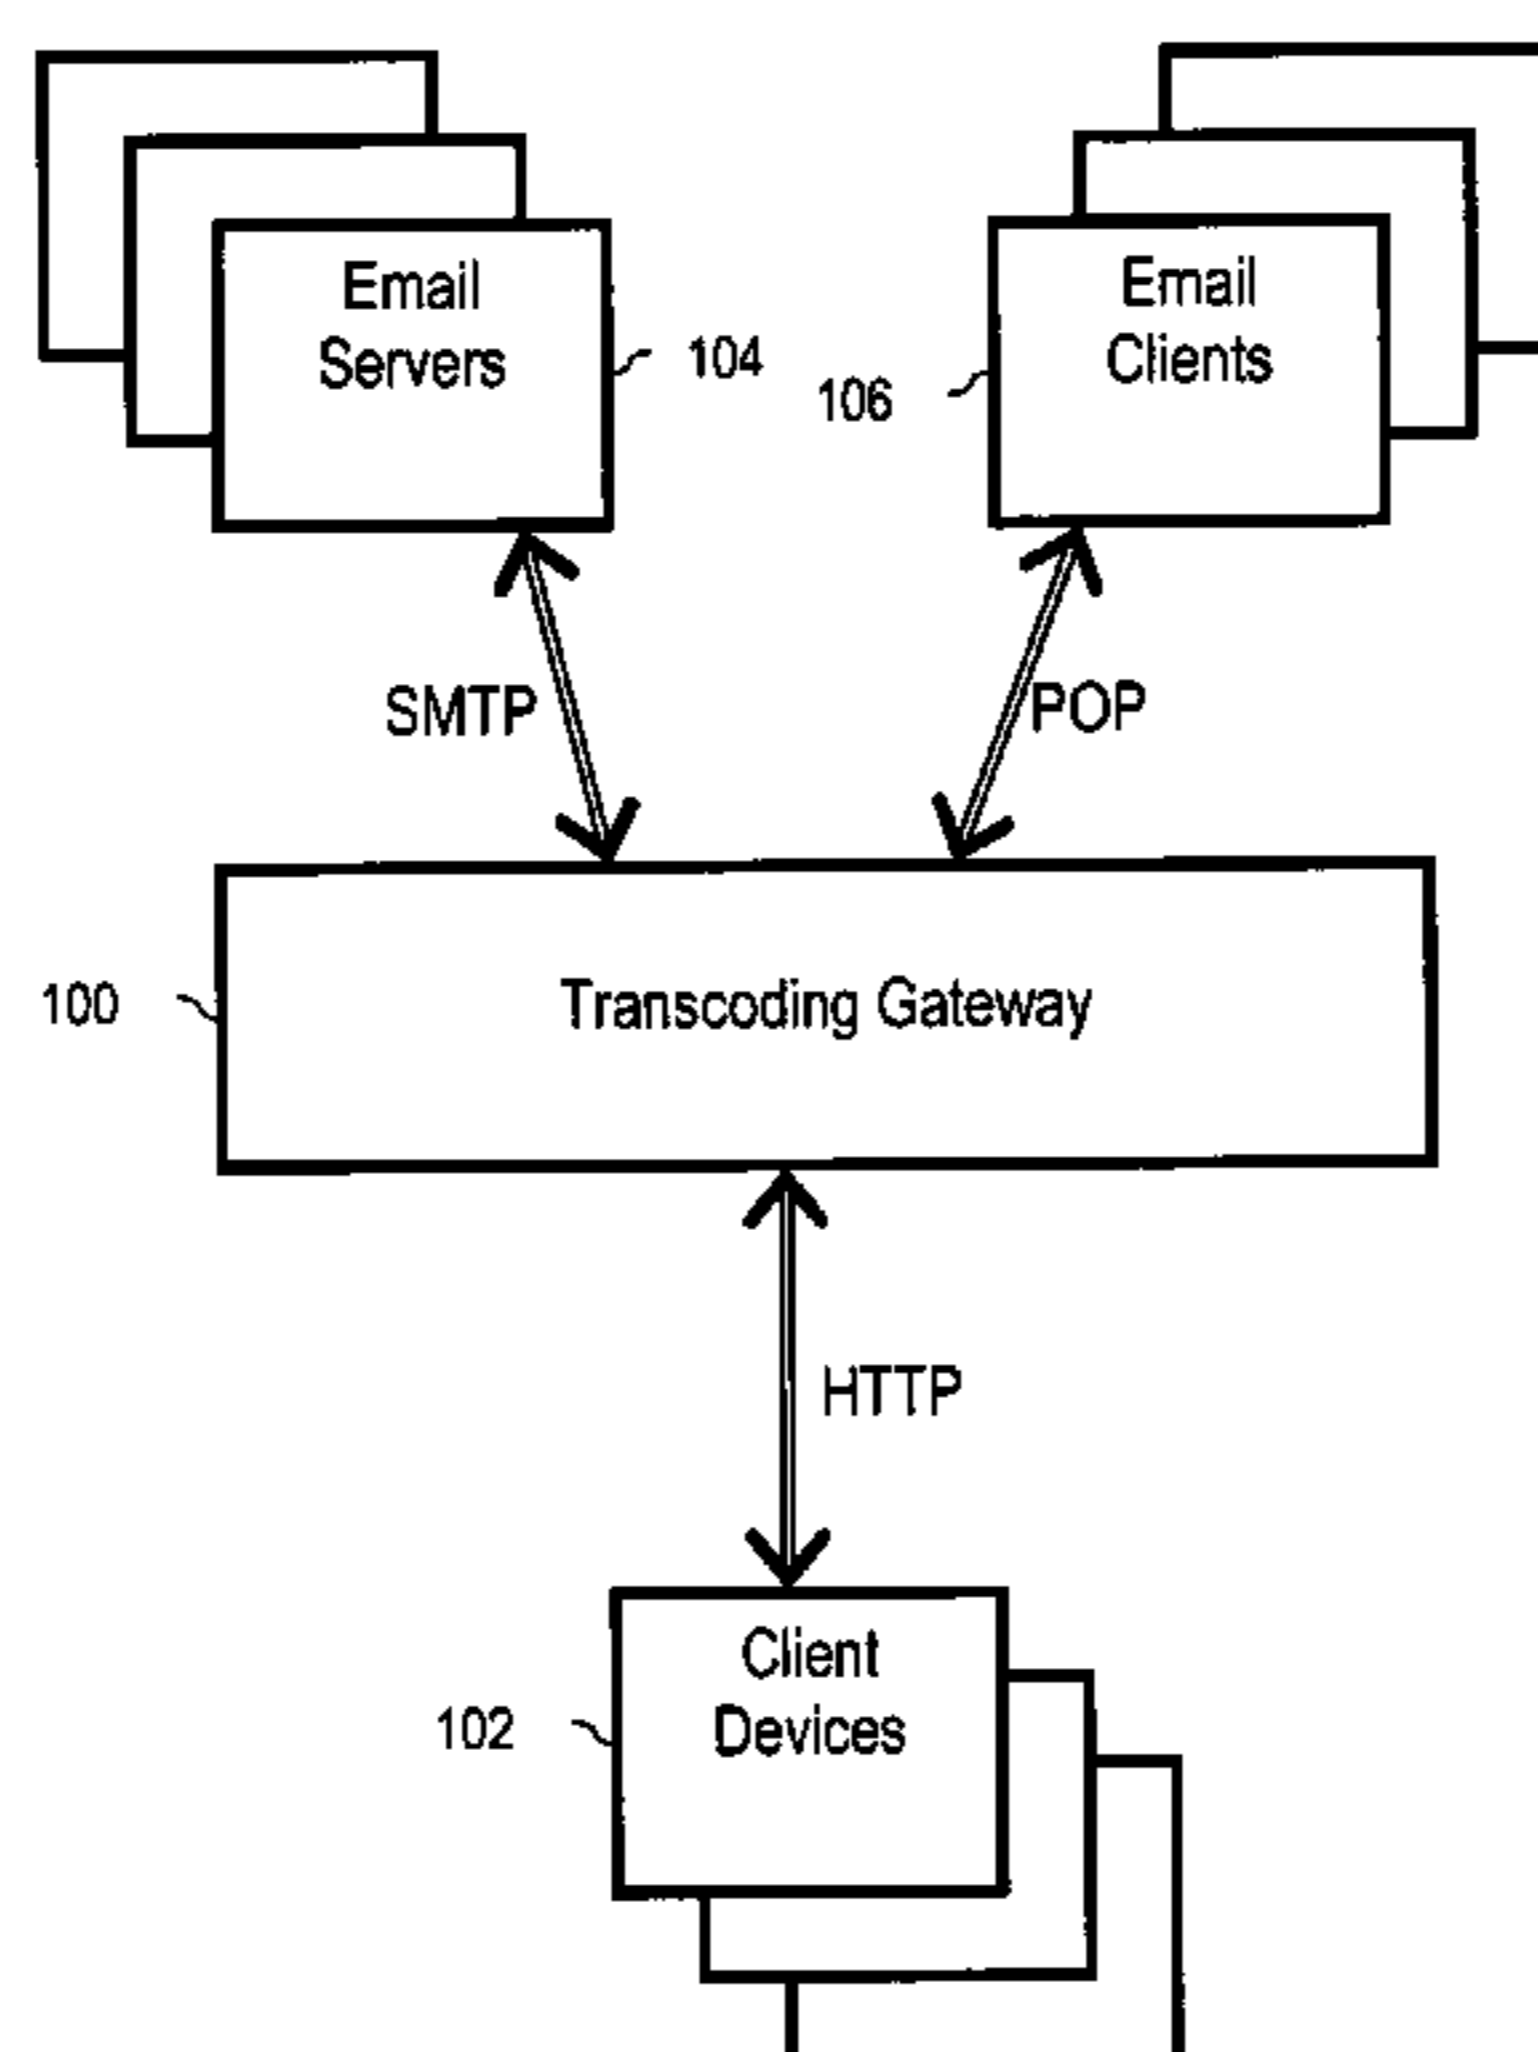 Email
Servers
104
Email
Clients
106
SMTP
POP
100
Transcoding Gateway
HTTP
Client
Devices
102